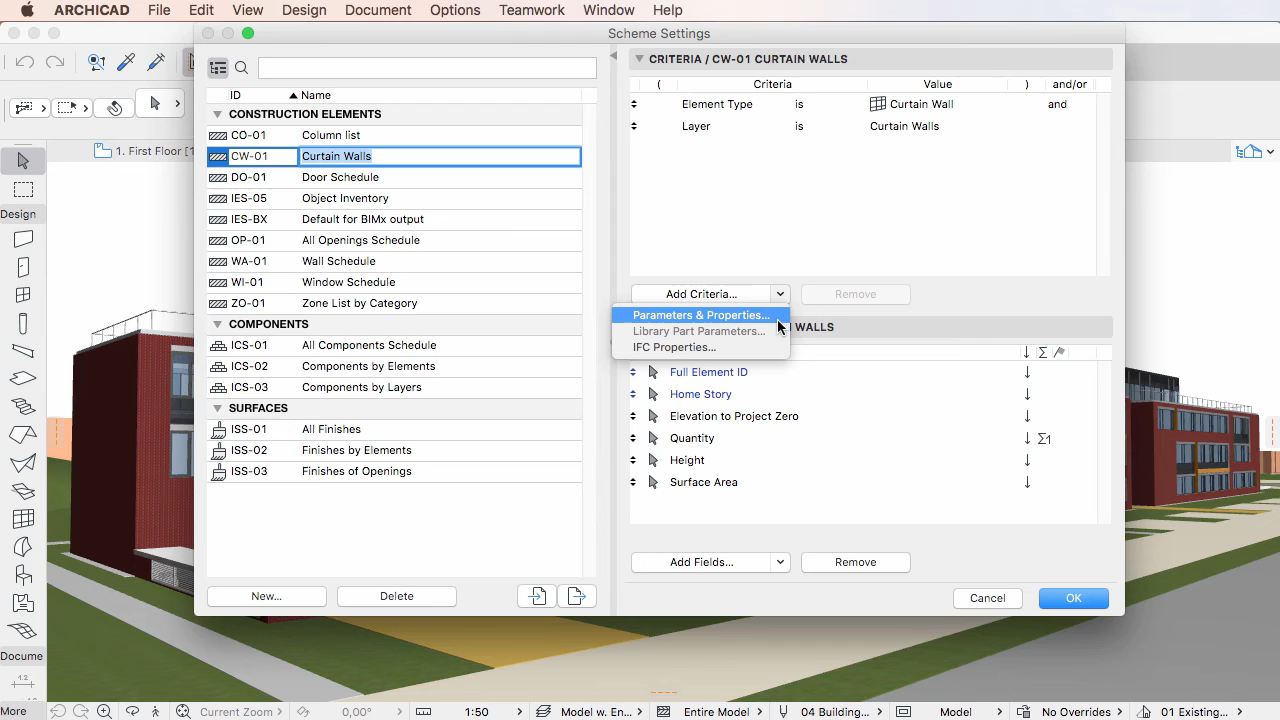 ARCHICAD File Edit View Design Document Options Teamwork Window Help
Scheme Settings
CRITERIA / CW-01 CURTAIN WALLS
( Criteria Value ) and/or
Element Type is Curtain Wall and
Layer is Curtain Walls
Add Criteria... Remove
Parameters & Properties...
Library Part Parameters...
IFC Properties...
WALLS
Full Element ID
Home Story
Elevation to Project Zero
Quantity Σ1
Height
Surface Area
Add Fields... Remove
Cancel OK
ID Name
CONSTRUCTION ELEMENTS
CO-01 Column list
CW-01 Curtain Walls
DO-01 Door Schedule
IES-05 Object Inventory
IES-BX Default for BIMx output
OP-01 All Openings Schedule
WA-01 Wall Schedule
WI-01 Window Schedule
ZO-01 Zone List by Category
COMPONENTS
ICS-01 All Components Schedule
ICS-02 Components by Elements
ICS-03 Components by Layers
SURFACES
ISS-01 All Finishes
ISS-02 Finishes by Elements
ISS-03 Finishes of Openings
New... Delete
1. First Floor [1
Design
Docume
1.2
More
Current Zoom 0,00° 1:50 Model w. En... Entire Model 04 Building... Model No Overrides 01 Existing...